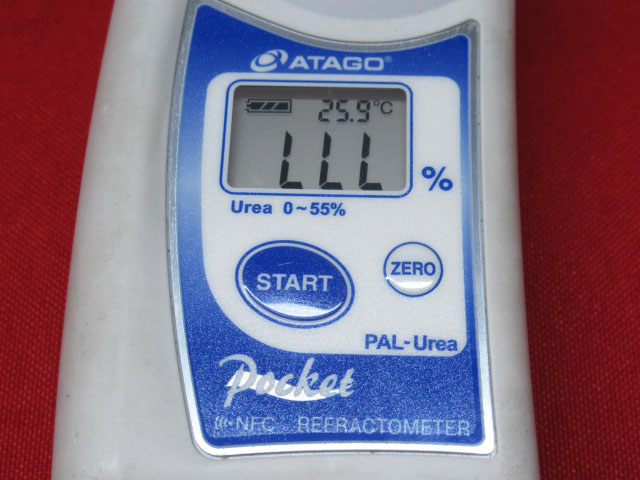 ATAGO®
25.9°C
LLL %
Urea 0~55%
START
ZERO
PAL-Urea
Pocket
NFC REFRACTOMETER